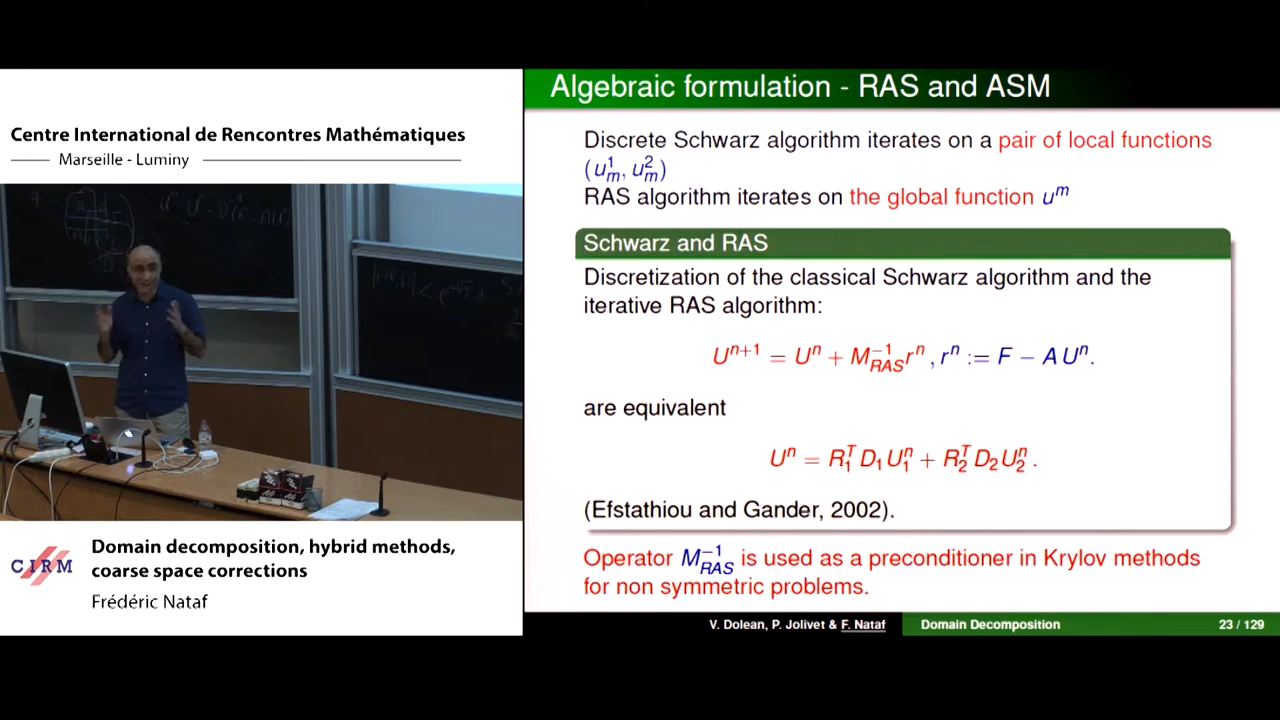 Centre International de Rencontres Mathématiques
Marseille - Luminy
CIRM
Domain decomposition, hybrid methods,
coarse space corrections
Frédéric Nataf
Algebraic formulation - RAS and ASM
Discrete Schwarz algorithm iterates on a pair of local functions
(u_m^1, u_m^2)
RAS algorithm iterates on the global function u^m
Schwarz and RAS
Discretization of the classical Schwarz algorithm and the
iterative RAS algorithm:
U^{n+1} = U^n + M_{RAS}^{-1} r^n , r^n := F − A U^n.
are equivalent
U^n = R_1^T D_1 U_1^n + R_2^T D_2 U_2^n .
(Efstathiou and Gander, 2002).
Operator M_{RAS}^{-1} is used as a preconditioner in Krylov methods
for non symmetric problems.
V. Dolean, P. Jolivet & F. Nataf
Domain Decomposition
23 / 129